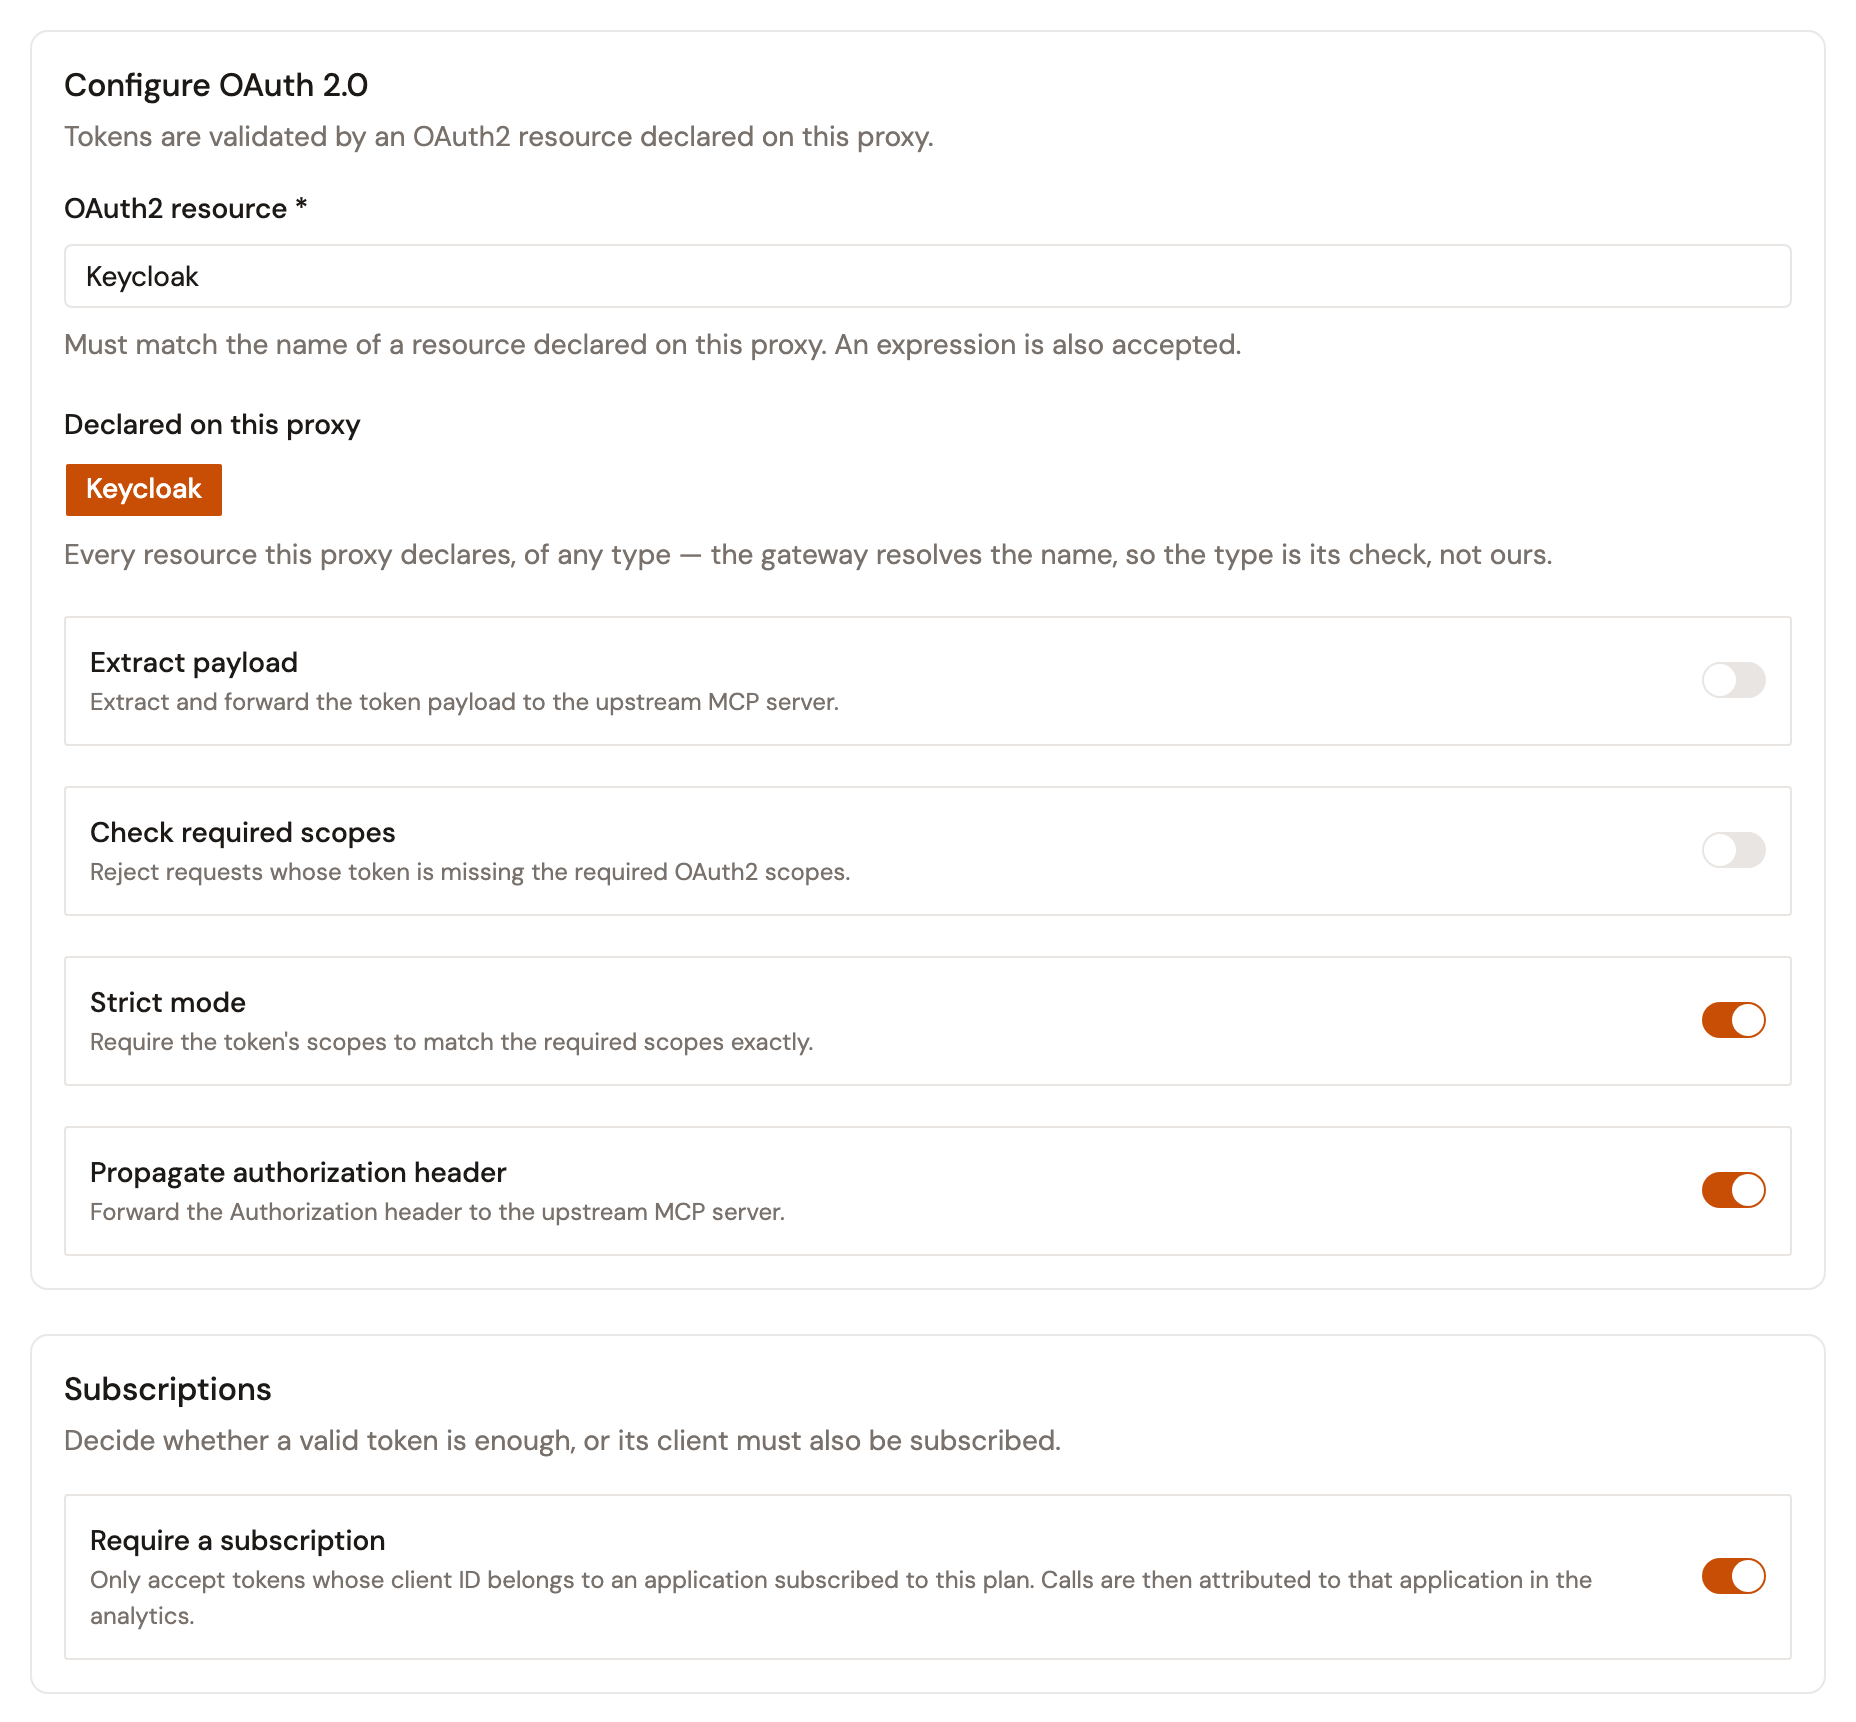 Configure OAuth 2.0
Tokens are validated by an OAuth2 resource declared on this proxy.
OAuth2 resource *
Keycloak
Must match the name of a resource declared on this proxy. An expression is also accepted.
Declared on this proxy
Keycloak
Every resource this proxy declares, of any type — the gateway resolves the name, so the type is its check, not ours.
Extract payload
Extract and forward the token payload to the upstream MCP server.
Check required scopes
Reject requests whose token is missing the required OAuth2 scopes.
Strict mode
Require the token's scopes to match the required scopes exactly.
Propagate authorization header
Forward the Authorization header to the upstream MCP server.
Subscriptions
Decide whether a valid token is enough, or its client must also be subscribed.
Require a subscription
Only accept tokens whose client ID belongs to an application subscribed to this plan. Calls are then attributed to that application in the
analytics.